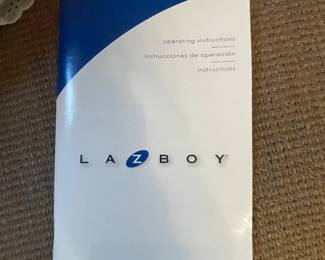 operating instructions
instrucciones de operación
instructions
LAZBOY®